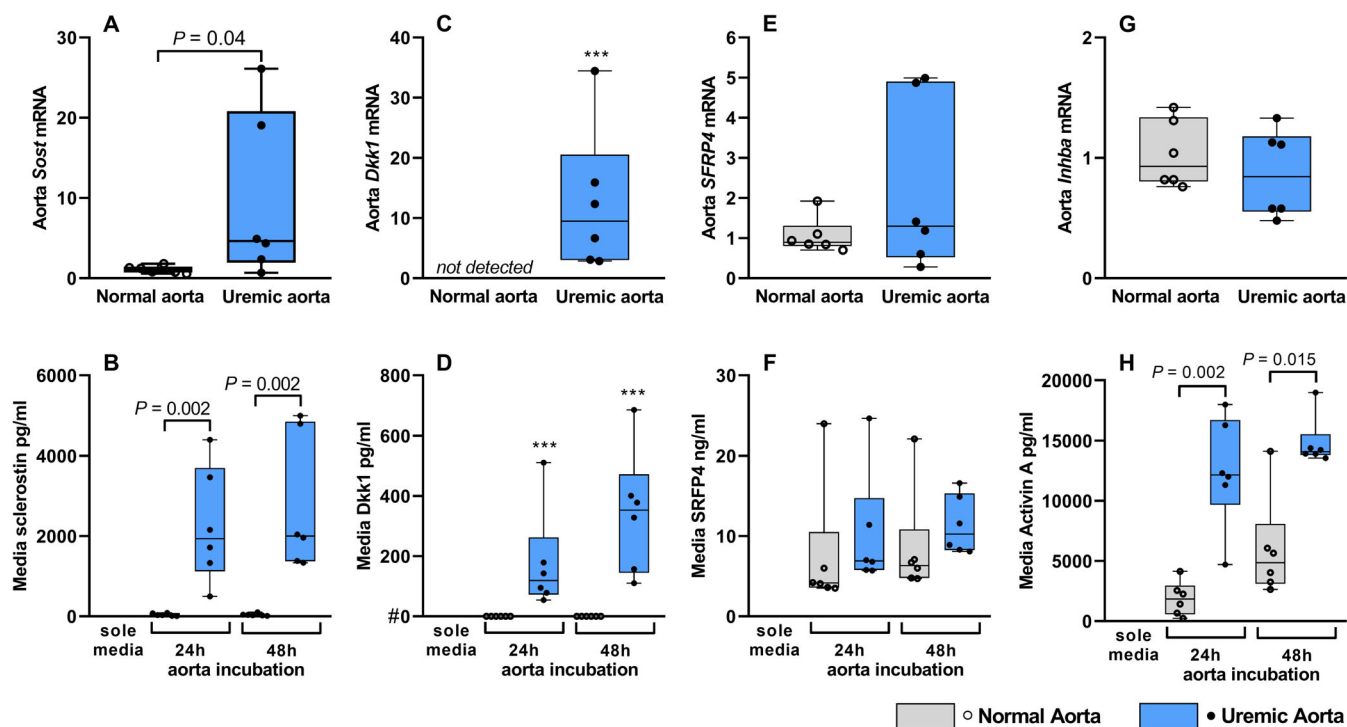 A
Aorta Sost mRNA
30
20
10
0
P = 0.04
Normal aorta
Uremic aorta
C
Aorta Dkk1 mRNA
40
30
20
10
0
***
not detected
Normal aorta
Uremic aorta
E
Aorta SFRP4 mRNA
6
5
4
3
2
1
0
Normal aorta
Uremic aorta
G
Aorta Inhba mRNA
2
1
0
Normal aorta
Uremic aorta
B
Media sclerostin pg/ml
6000
4000
2000
0
P = 0.002
P = 0.002
sole
media
24h
48h
aorta incubation
D
Media Dkk1 pg/ml
800
600
400
200
#0
***
***
sole
media
24h
48h
aorta incubation
F
Media SRFP4 ng/ml
30
20
10
0
sole
media
24h
48h
aorta incubation
H
Media Activin A pg/ml
20000
15000
10000
5000
0
P = 0.002
P = 0.015
sole
media
24h
48h
aorta incubation
Normal Aorta
Uremic Aorta